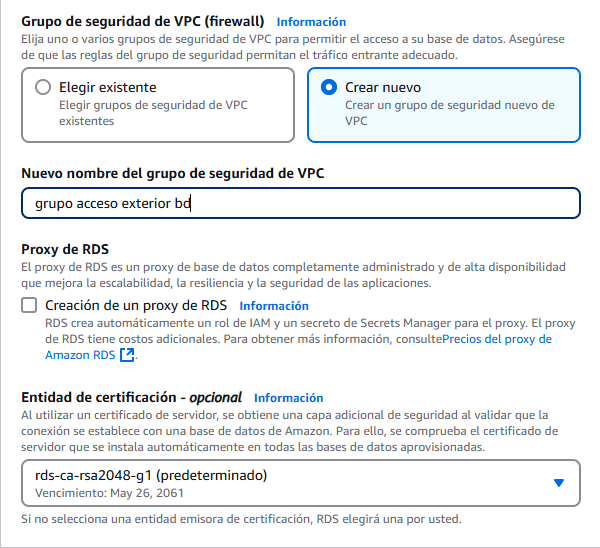 Grupo de seguridad de VPC (firewall) Información
Elija uno o varios grupos de seguridad de VPC para permitir el acceso a su base de datos. Asegúrese
de que las reglas del grupo de seguridad permitan el tráfico entrante adecuado.
Elegir existente
Elegir grupos de seguridad de VPC
existentes
Crear nuevo
Crear un grupo de seguridad nuevo de
VPC
Nuevo nombre del grupo de seguridad de VPC
grupo acceso exterior bd
Proxy de RDS
El proxy de RDS es un proxy de base de datos completamente administrado y de alta disponibilidad
que mejora la escalabilidad, la resiliencia y la seguridad de las aplicaciones.
Creación de un proxy de RDS Información
RDS crea automáticamente un rol de IAM y un secreto de Secrets Manager para el proxy. El proxy
de RDS tiene costos adicionales. Para obtener más información, consultePrecios del proxy de
Amazon RDS.
Entidad de certificación - opcional Información
Al utilizar un certificado de servidor, se obtiene una capa adicional de seguridad al validar que la
conexión se establece con una base de datos de Amazon. Para ello, se comprueba el certificado de
servidor que se instala automáticamente en todas las bases de datos aprovisionadas.
rds-ca-rsa2048-g1 (predeterminado)
Vencimiento: May 26, 2061
Si no selecciona una entidad emisora de certificación, RDS elegirá una por usted.